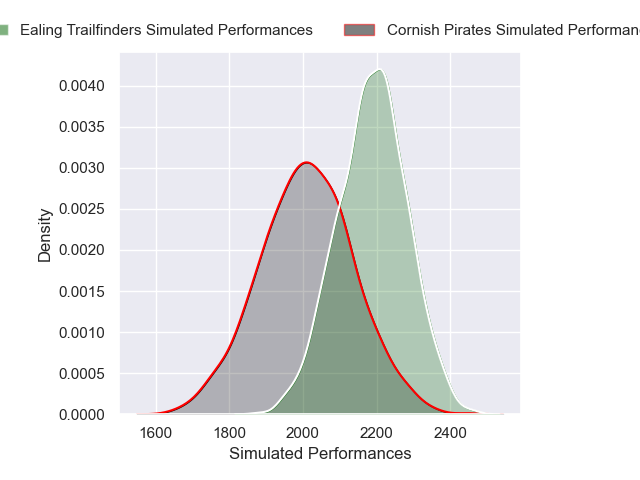 Ealing Trailfinders Simulated Performances Cornish Pirates Simulated
0.0040
0.0035
0.0030
0.0025
0.0020
0.0015
0.0010
0.0005
0.0000
Density
1600 1800 2000 2200 2400
Simulated Performances